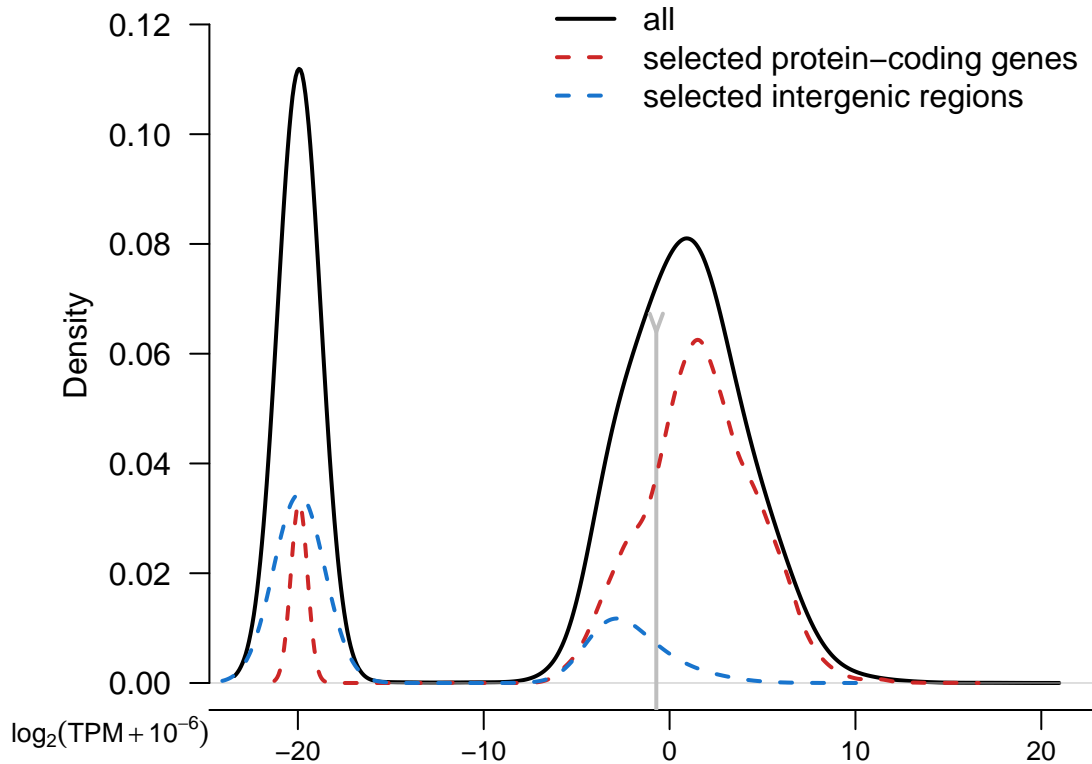 all
selected protein−coding genes
selected intergenic regions
Density
0.12
0.10
0.08
0.06
0.04
0.02
0.00
log₂(TPM + 10⁻⁶)
−20
−10
0
10
20